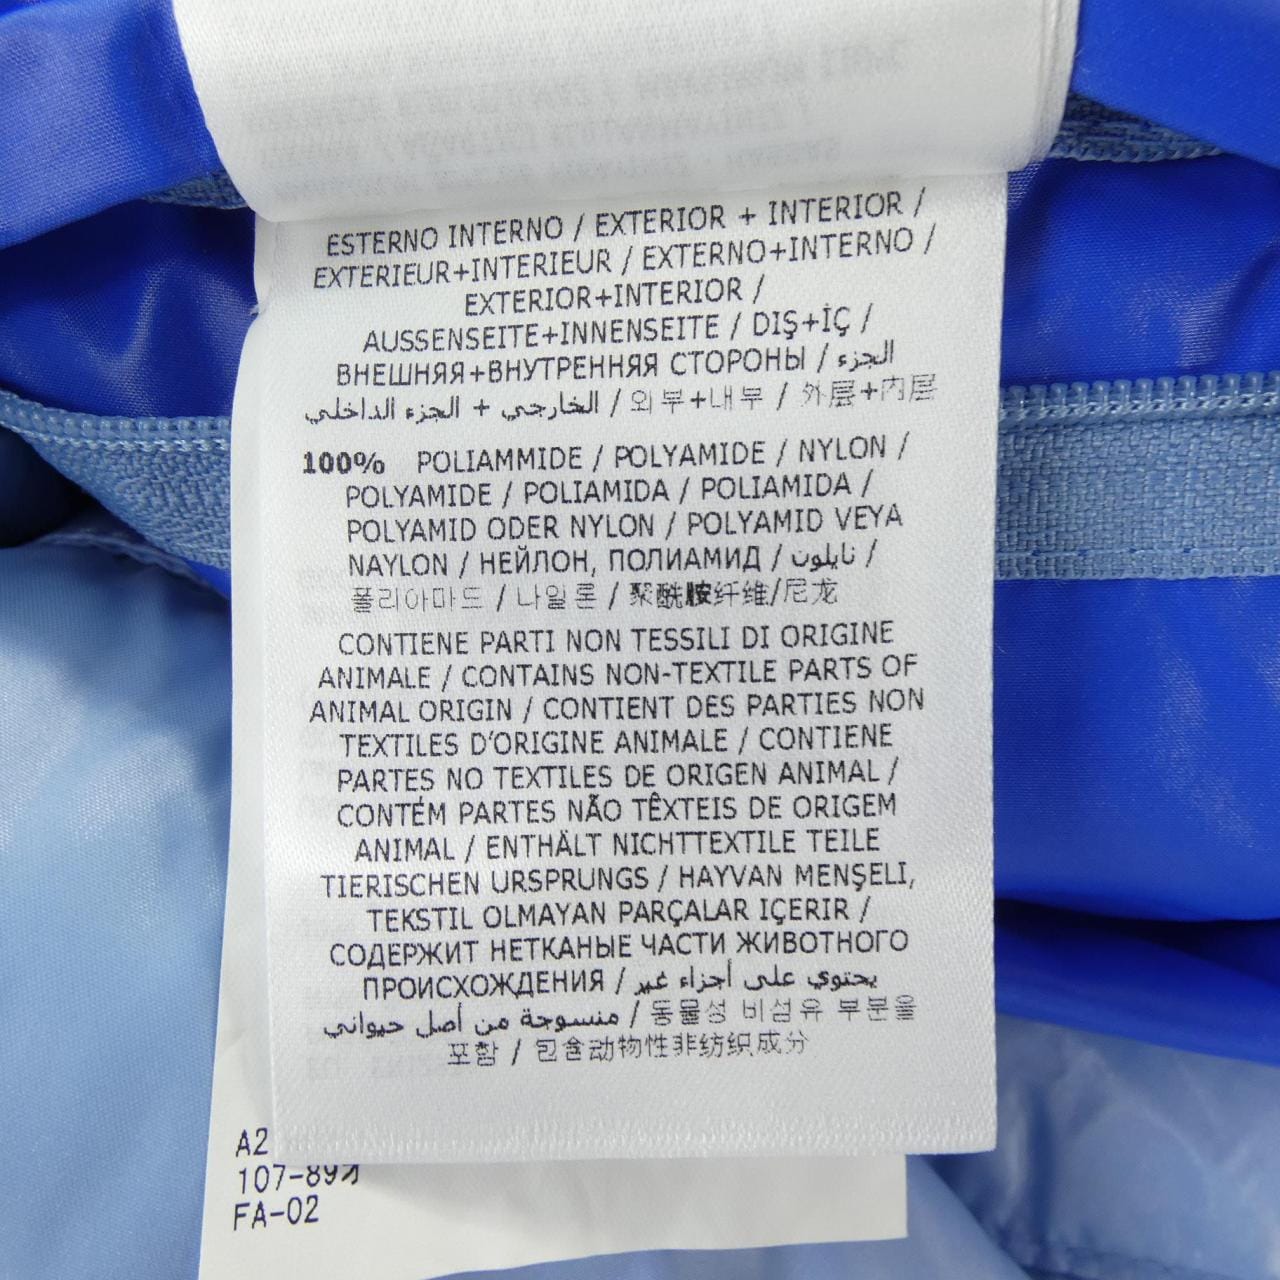 ESTERNO INTERNO / EXTERIOR + INTERIOR /
EXTERIEUR+INTERIEUR / EXTERNO+INTERNO /
EXTERIOR+INTERIOR /
AUSSENSEITE+INNENSEITE / DIŞ+İÇ /
ВНЕШНЯЯ+ВНУТРЕННЯЯ СТОРОНЫ / الجزء
الخارجي + الجزء الداخلي / 외부+내부 / 外层+内层
100% POLIAMMIDE / POLYAMIDE / NYLON /
POLYAMIDE / POLIAMIDA / POLIAMIDA /
POLYAMID ODER NYLON / POLYAMID VEYA
NAYLON / НЕЙЛОН, ПОЛИАМИД / نايلون /
폴리아마드 / 나일론 / 聚酰胺纤维/尼龙
CONTIENE PARTI NON TESSILI DI ORIGINE
ANIMALE / CONTAINS NON-TEXTILE PARTS OF
ANIMAL ORIGIN / CONTIENT DES PARTIES NON
TEXTILES D'ORIGINE ANIMALE / CONTIENE
PARTES NO TEXTILES DE ORIGEN ANIMAL /
CONTÉM PARTES NÃO TÊXTEIS DE ORIGEM
ANIMAL / ENTHÄLT NICHTTEXTILE TEILE
TIERISCHEN URSPRUNGS / HAYVAN MENŞELİ,
TEKSTIL OLMAYAN PARÇALAR IÇERIR /
СОДЕРЖИТ НЕТКАНЫЕ ЧАСТИ ЖИВОТНОГО
ПРОИСХОЖДЕНИЯ / يحتوي على أجزاء غير
منسوجة من أصل حيواني / 동물성 비섬유 부분을
포함 / 包含动物性非纺织成分
A2
107-89
FA-02